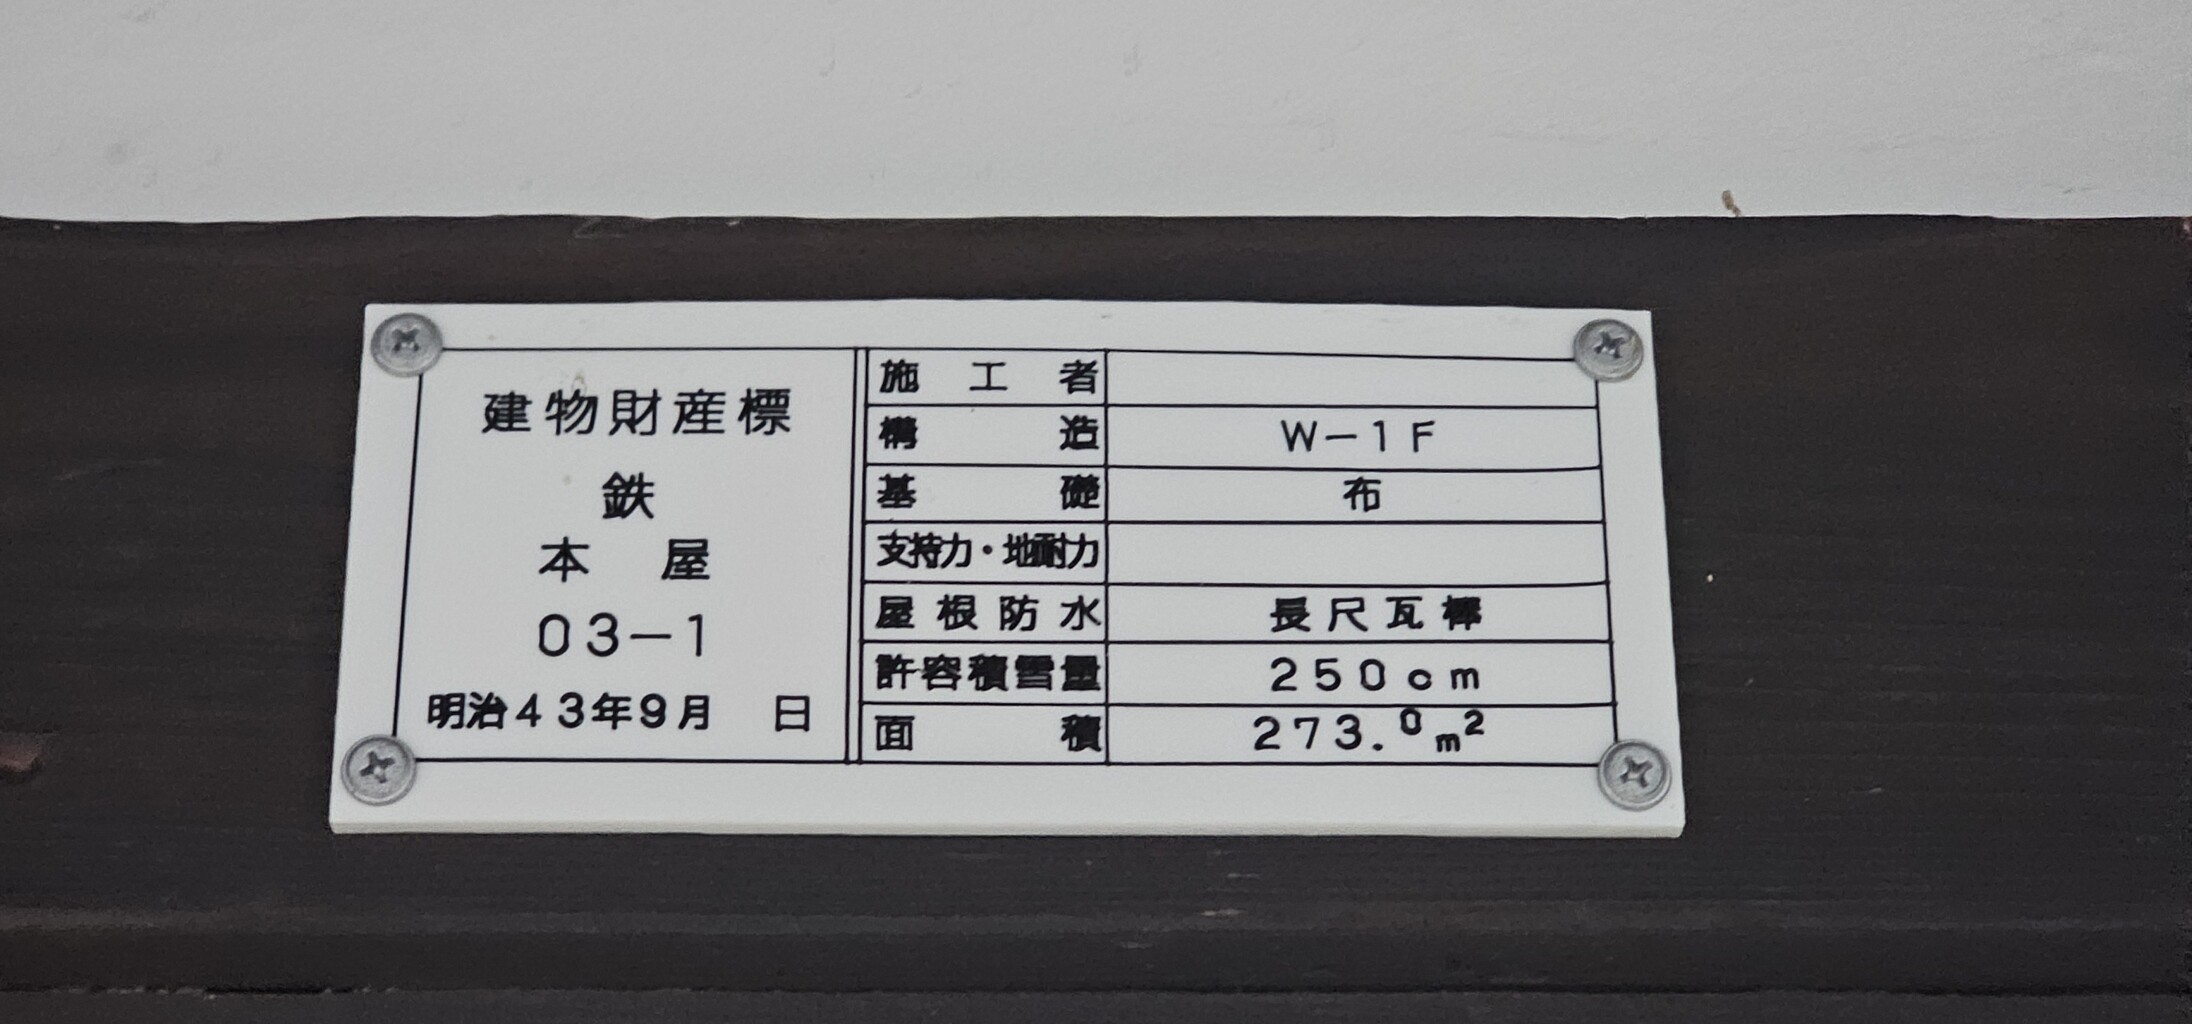 建物財産標
鉄
本 屋
03-1
明治43年9月 日
施工者
構造 W-1F
基礎 布
支持力・地耐力
屋根防水 長尺瓦棒
許容積雪量 250cm
面積 273.0m²